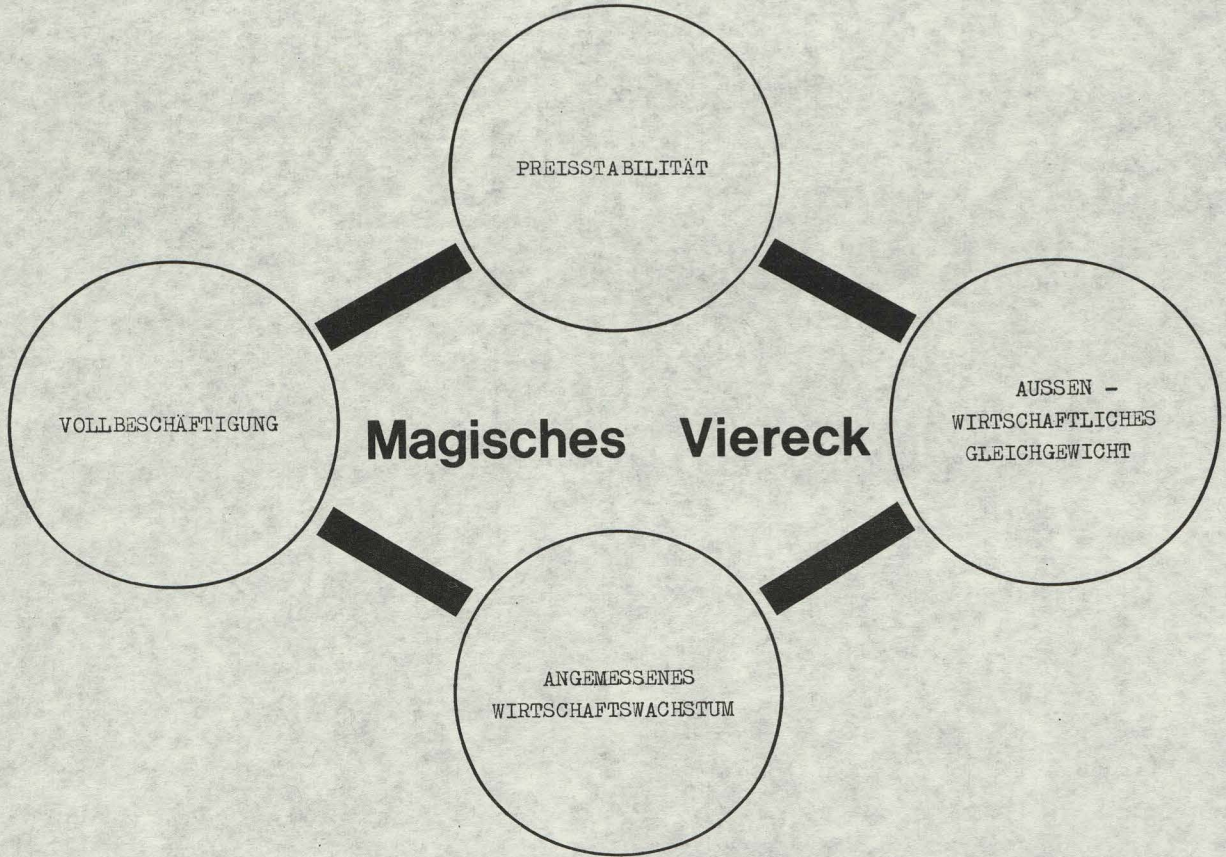 PREISSTABILITÄT
VOLLBESCHÄFTIGUNG
Magisches Viereck
AUSSEN -
WIRTSCHAFTLICHES
GLEICHGEWICHT
ANGEMESSENES
WIRTSCHAFTSWACHSTUM